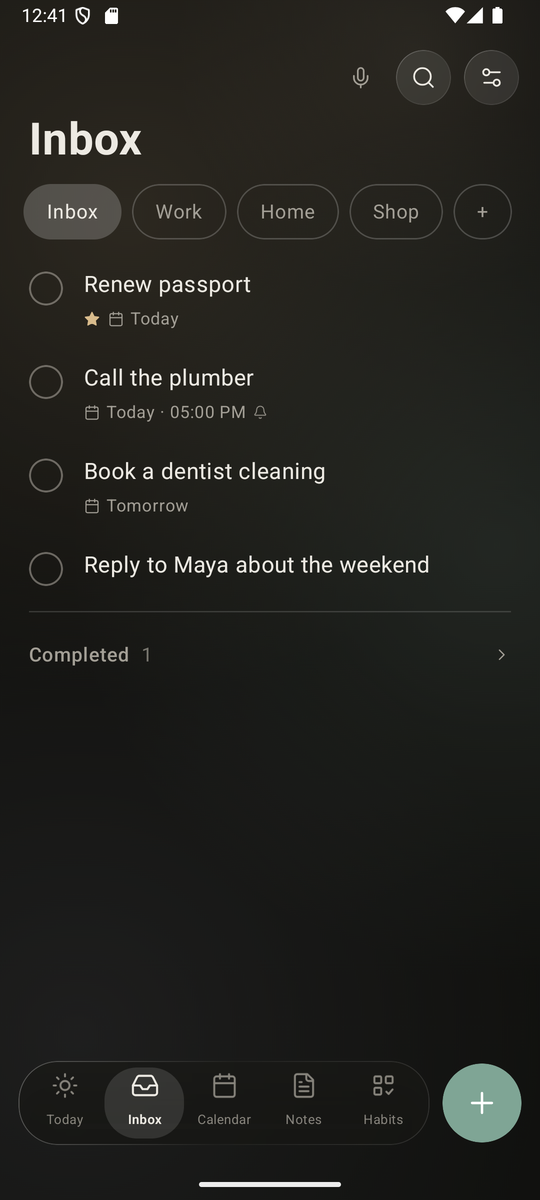 12:41
Inbox
Inbox Work Home Shop +
Renew passport
Today
Call the plumber
Today · 05:00 PM
Book a dentist cleaning
Tomorrow
Reply to Maya about the weekend
Completed 1
Today Inbox Calendar Notes Habits